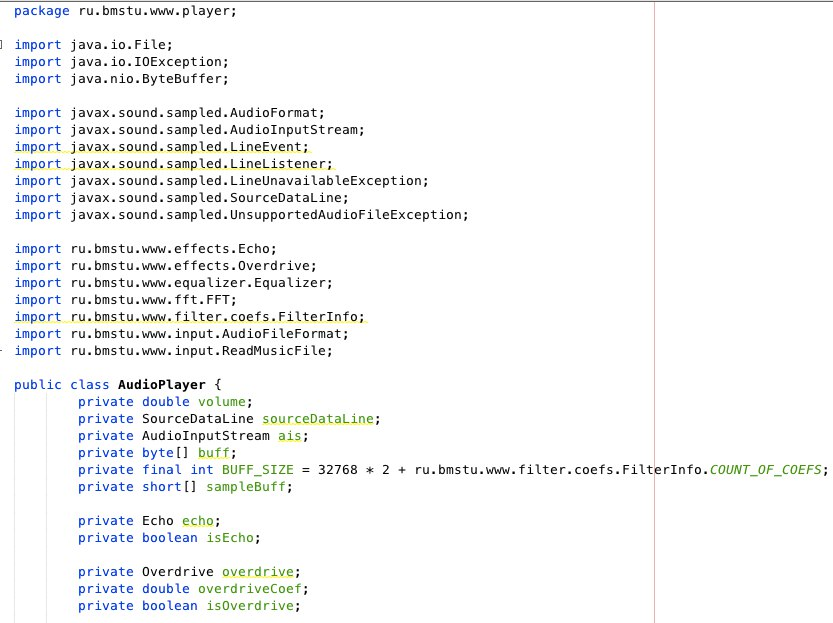 package ru.bmstu.www.player;
import java.io.File;
import java.io.IOException;
import java.nio.ByteBuffer;
import javax.sound.sampled.AudioFormat;
import javax.sound.sampled.AudioInputStream;
import javax.sound.sampled.LineEvent;
import javax.sound.sampled.LineListener;
import javax.sound.sampled.LineUnavailableException;
import javax.sound.sampled.SourceDataLine;
import javax.sound.sampled.UnsupportedAudioFileException;
import ru.bmstu.www.effects.Echo;
import ru.bmstu.www.effects.Overdrive;
import ru.bmstu.www.equalizer.Equalizer;
import ru.bmstu.www.fft.FFT;
import ru.bmstu.www.filter.coefs.FilterInfo;
import ru.bmstu.www.input.AudioFileFormat;
import ru.bmstu.www.input.ReadMusicFile;
public class AudioPlayer {
private double volume;
private SourceDataLine sourceDataLine;
private AudioInputStream ais;
private byte[] buff;
private final int BUFF_SIZE = 32768 * 2 + ru.bmstu.www.filter.coefs.FilterInfo.COUNT_OF_COEFS;
private short[] sampleBuff;
private Echo echo;
private boolean isEcho;
private Overdrive overdrive;
private double overdriveCoef;
private boolean isOverdrive;